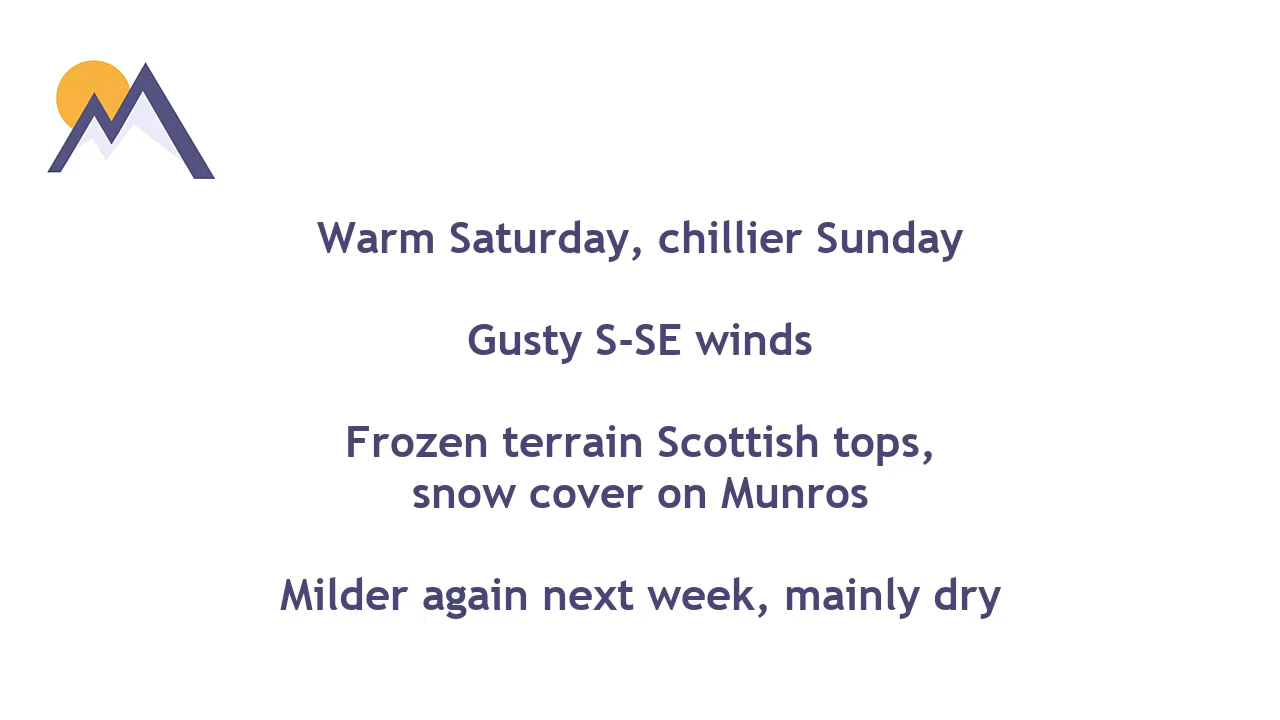 Warm Saturday, chillier Sunday
Gusty S-SE winds
Frozen terrain Scottish tops,
snow cover on Munros
Milder again next week, mainly dry